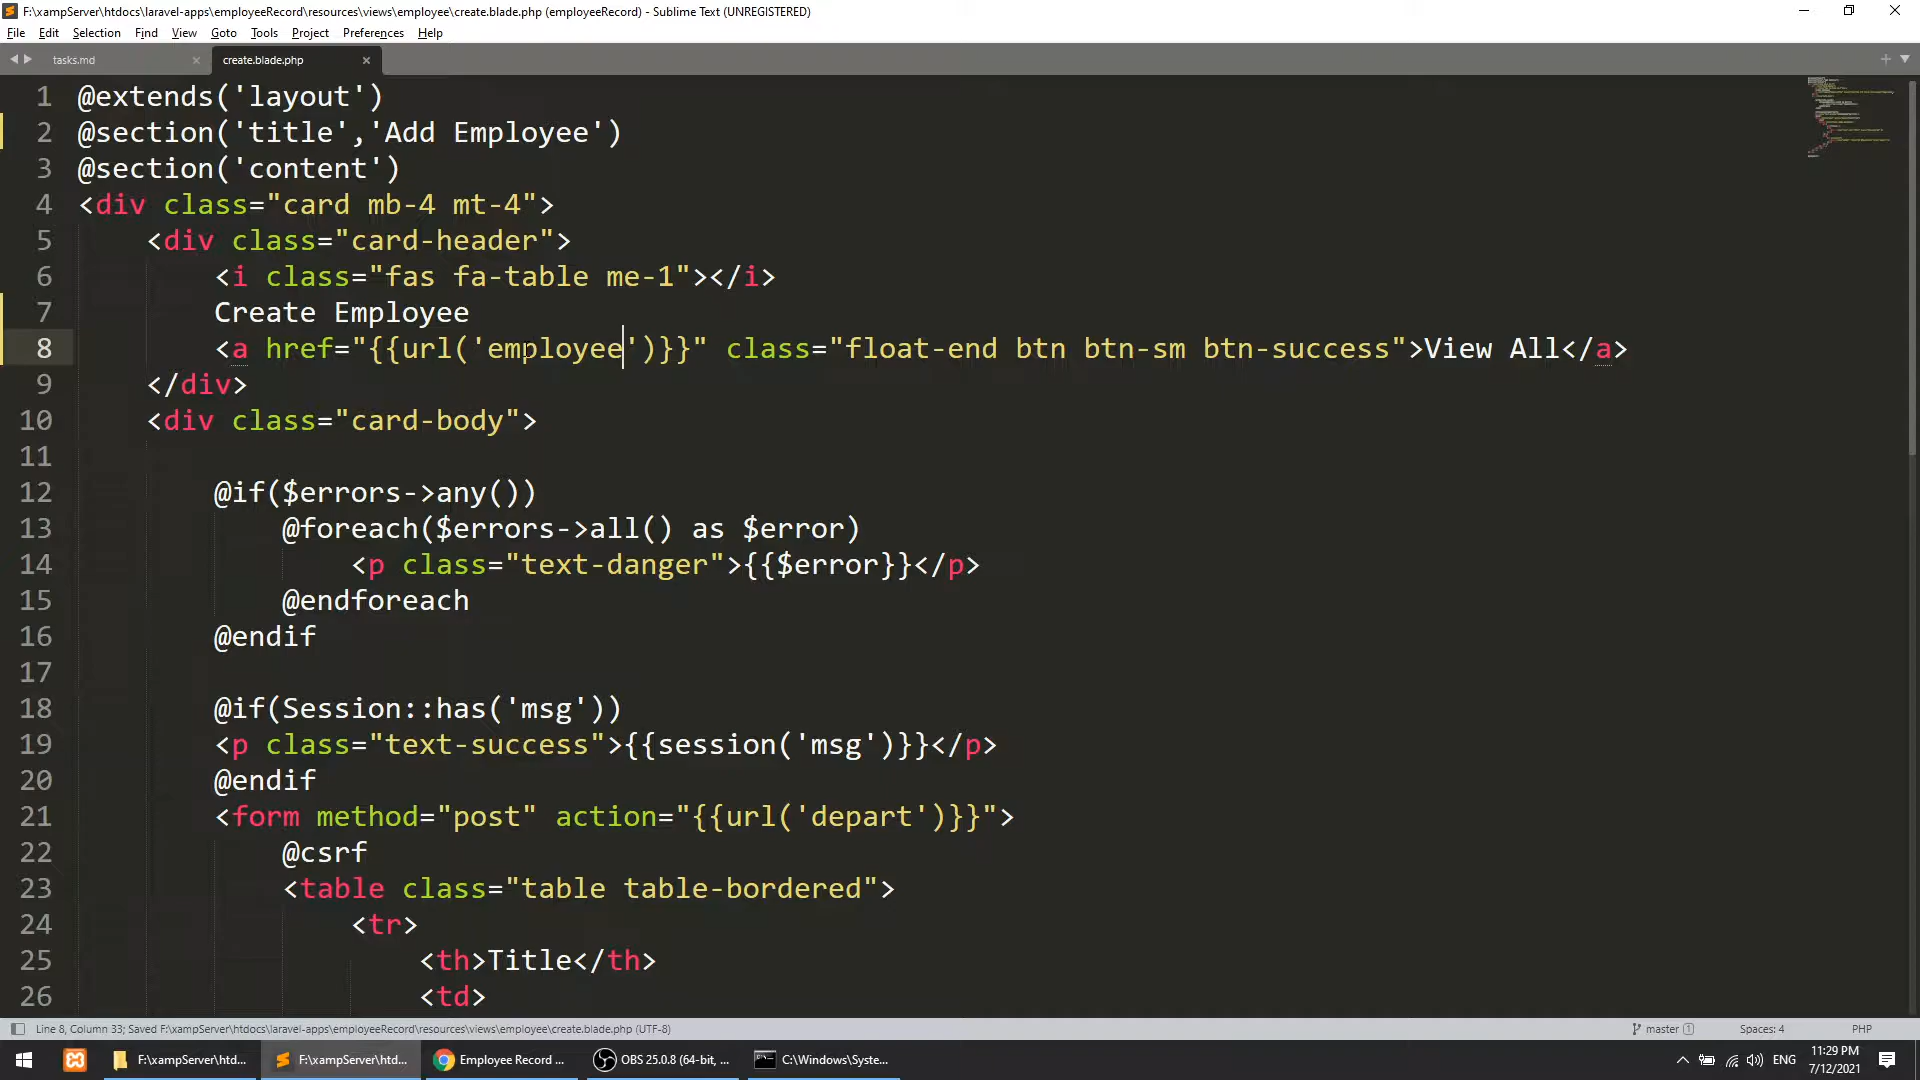 F:\xampServer\htdocs\laravel-apps\employeeRecord\resources\views\employee\create.blade.php (employeeRecord) - Sublime Text (UNREGISTERED)
File Edit Selection Find View Goto Tools Project Preferences Help
tasks.md create.blade.php
1 @extends('layout')
2 @section('title','Add Employee')
3 @section('content')
4 <div class="card mb-4 mt-4">
5 <div class="card-header">
6 <i class="fas fa-table me-1"></i>
7 Create Employee
8 <a href="{{url('employee')}}" class="float-end btn btn-sm btn-success">View All</a>
9 </div>
10 <div class="card-body">
11
12 @if($errors->any())
13 @foreach($errors->all() as $error)
14 <p class="text-danger">{{$error}}</p>
15 @endforeach
16 @endif
17
18 @if(Session::has('msg'))
19 <p class="text-success">{{session('msg')}}</p>
20 @endif
21 <form method="post" action="{{url('depart')}}">
22 @csrf
23 <table class="table table-bordered">
24 <tr>
25 <th>Title</th>
26 <td>
Line 8, Column 33; Saved F:\xampServer\htdocs\laravel-apps\employeeRecord\resources\views\employee\create.blade.php (UTF-8) master 1 Spaces: 4 PHP
F:\xampServer\htd... F:\xampServer\htd... Employee Record ... OBS 25.0.8 (64-bit, ... C:\Windows\Syste... ENG 11:29 PM
7/12/2021